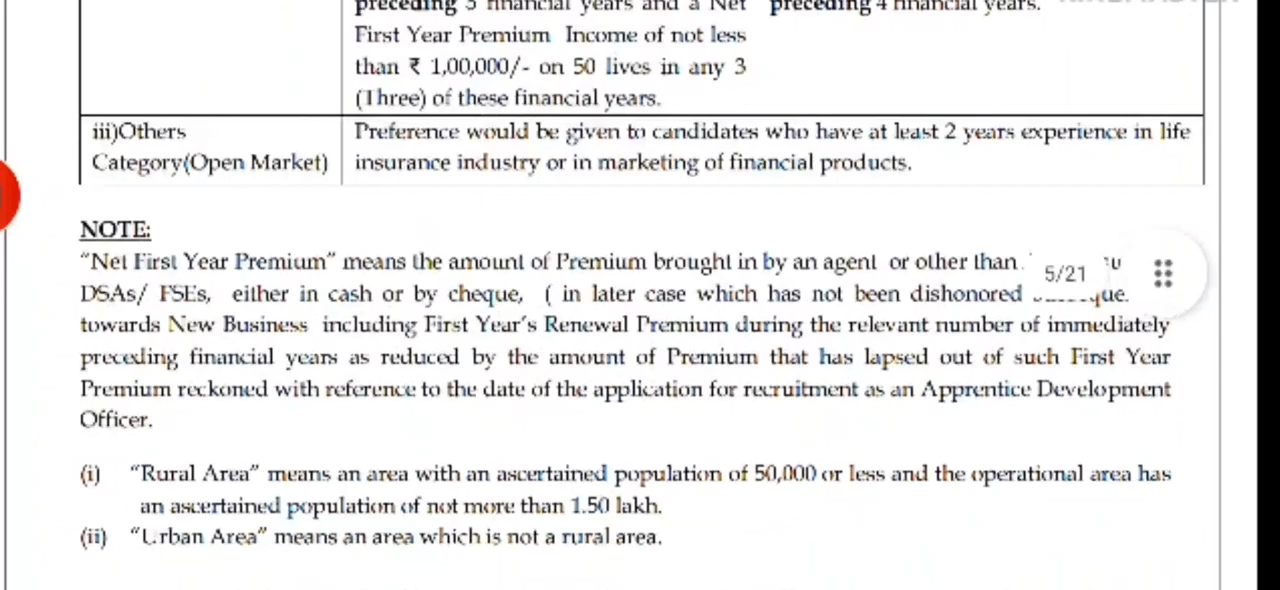 preceding 5 financial years and a Net preceding 4 financial years.
First Year Premium Income of not less
than ₹ 1,00,000/- on 50 lives in any 3
(Three) of these financial years.
iii)Others Preference would be given to candidates who have at least 2 years experience in life
Category(Open Market) insurance industry or in marketing of financial products.
NOTE:
“Net First Year Premium” means the amount of Premium brought in by an agent or other than
5/21
DSAs/ FSEs, either in cash or by cheque, ( in later case which has not been dishonored
towards New Business including First Year’s Renewal Premium during the relevant number of immediately
preceding financial years as reduced by the amount of Premium that has lapsed out of such First Year
Premium reckoned with reference to the date of the application for recruitment as an Apprentice Development
Officer.
(i) “Rural Area” means an area with an ascertained population of 50,000 or less and the operational area has
an ascertained population of not more than 1.50 lakh.
(ii) “Urban Area” means an area which is not a rural area.